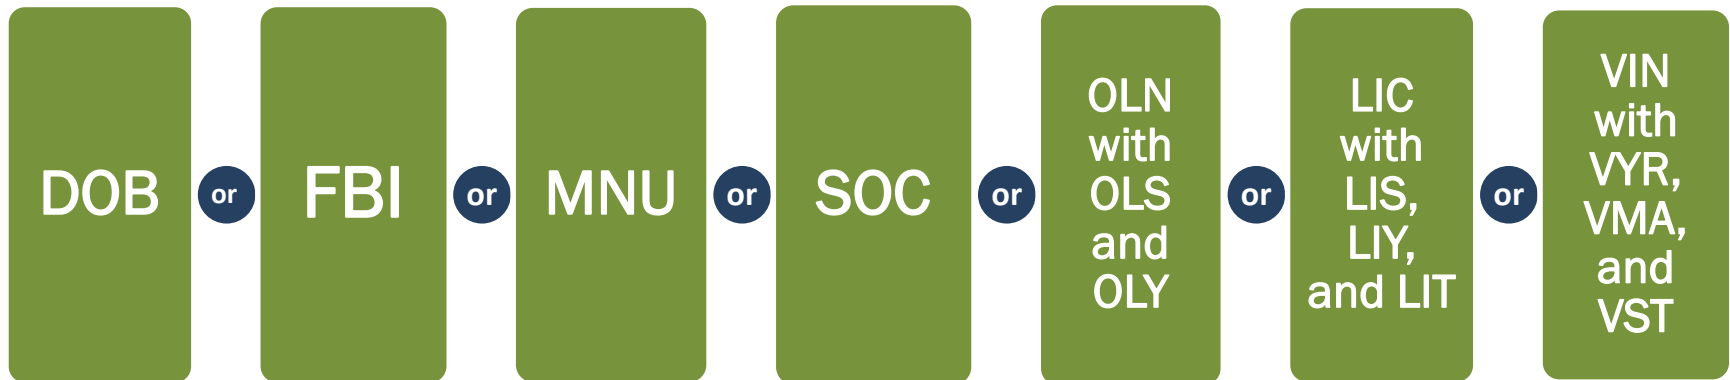 DOB
or
FBI
or
MNU
or
SOC
or
OLN
with
OLS
and
OLY
or
LIC
with
LIS,
LIY,
and LIT
or
VIN
with
VYR,
VMA,
and
VST